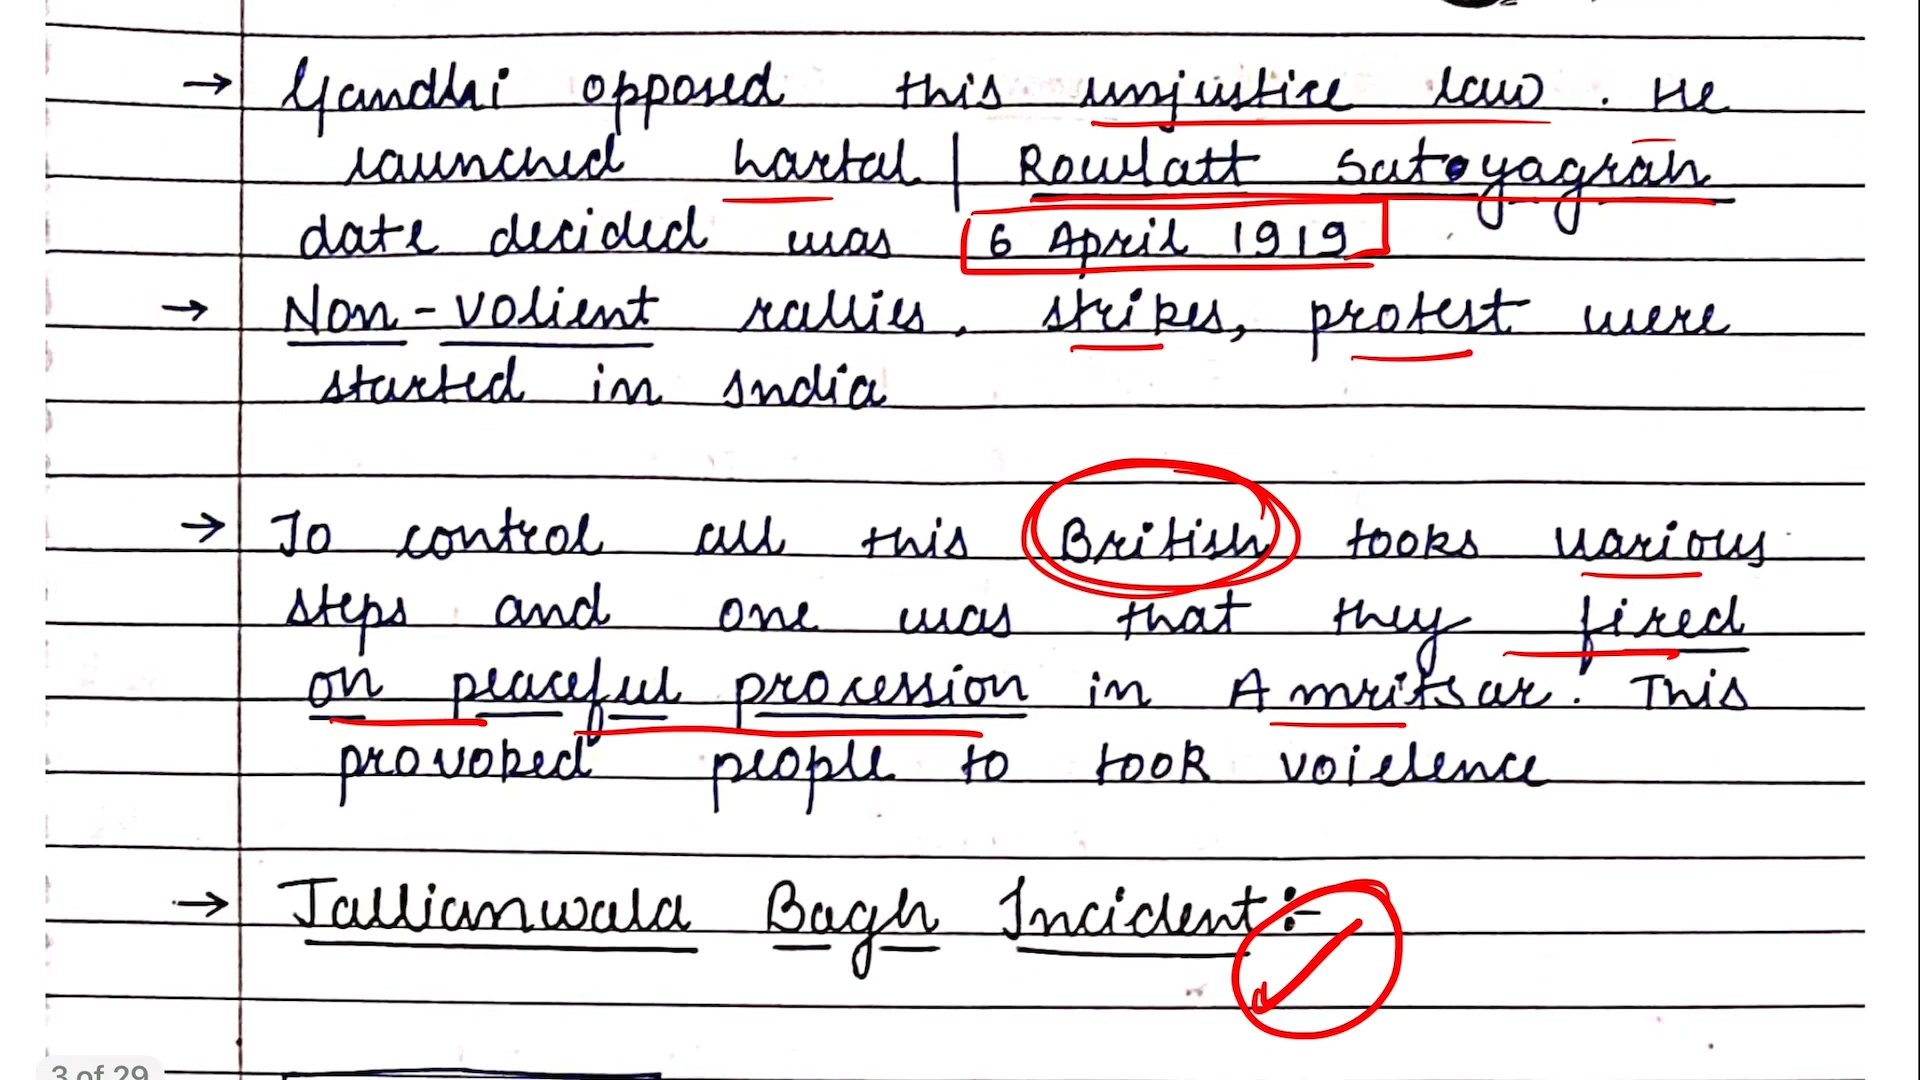 → Gandhi opposed this unjustice law. He
launched hartal | Rowlatt Satyagrah
date decided was 6 April 1919
→ Non-volient rallies, strikes, protest were
started in India
→ To control all this British tooks various
steps and one was that they fired
on peaceful procession in Amritsar. This
provoked people to took voielence
→ Jallianwala Bagh Incident :-
3 of 29